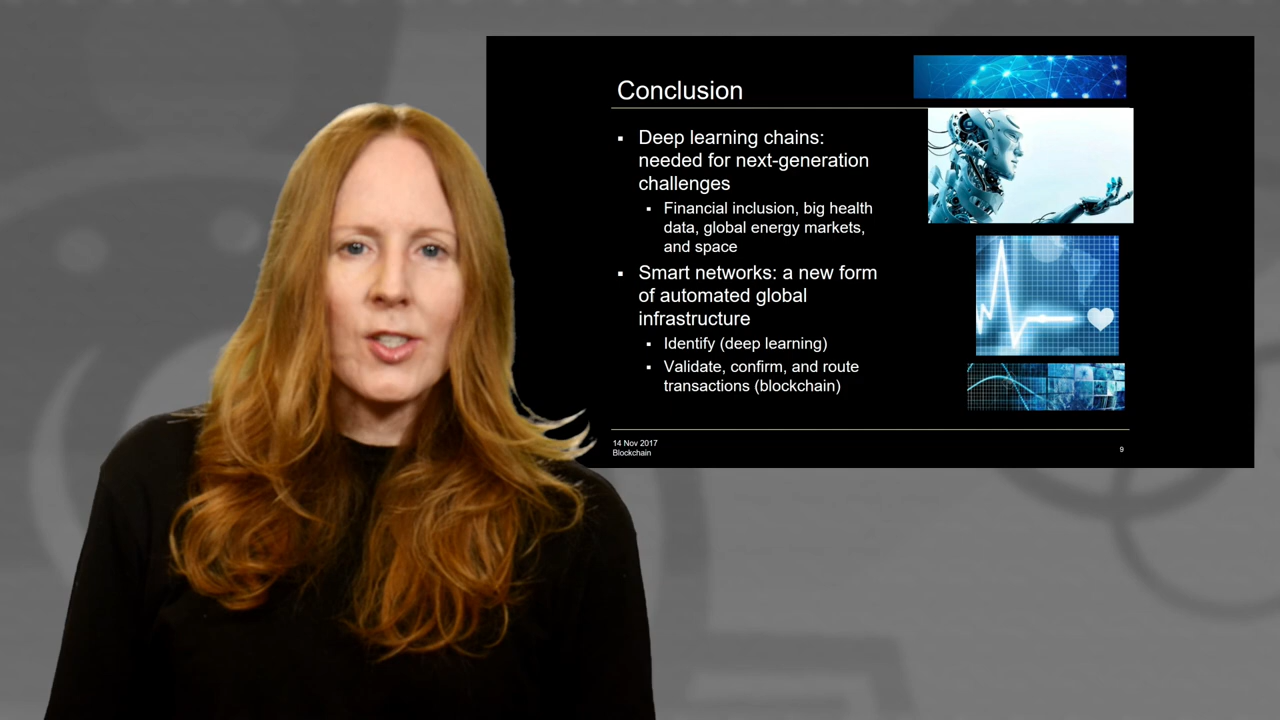 Conclusion
▪ Deep learning chains:
needed for next-generation
challenges
▪ Financial inclusion, big health
data, global energy markets,
and space
▪ Smart networks: a new form
of automated global
infrastructure
▪ Identify (deep learning)
▪ Validate, confirm, and route
transactions (blockchain)
14 Nov 2017
Blockchain
9